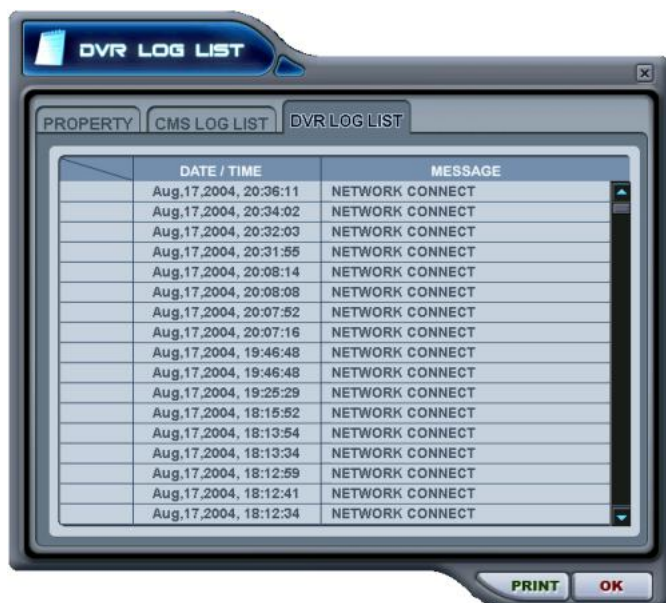 DVR LOG LIST
PROPERTY CMS LOG LIST DVR LOG LIST
DATE / TIME MESSAGE
Aug,17,2004, 20:36:11 NETWORK CONNECT
Aug,17,2004, 20:34:02 NETWORK CONNECT
Aug,17,2004, 20:32:03 NETWORK CONNECT
Aug,17,2004, 20:31:55 NETWORK CONNECT
Aug,17,2004, 20:08:14 NETWORK CONNECT
Aug,17,2004, 20:08:08 NETWORK CONNECT
Aug,17,2004, 20:07:52 NETWORK CONNECT
Aug,17,2004, 20:07:16 NETWORK CONNECT
Aug,17,2004, 19:46:48 NETWORK CONNECT
Aug,17,2004, 19:46:48 NETWORK CONNECT
Aug,17,2004, 19:25:29 NETWORK CONNECT
Aug,17,2004, 18:15:52 NETWORK CONNECT
Aug,17,2004, 18:13:54 NETWORK CONNECT
Aug,17,2004, 18:13:34 NETWORK CONNECT
Aug,17,2004, 18:12:59 NETWORK CONNECT
Aug,17,2004, 18:12:41 NETWORK CONNECT
Aug,17,2004, 18:12:34 NETWORK CONNECT
PRINT OK